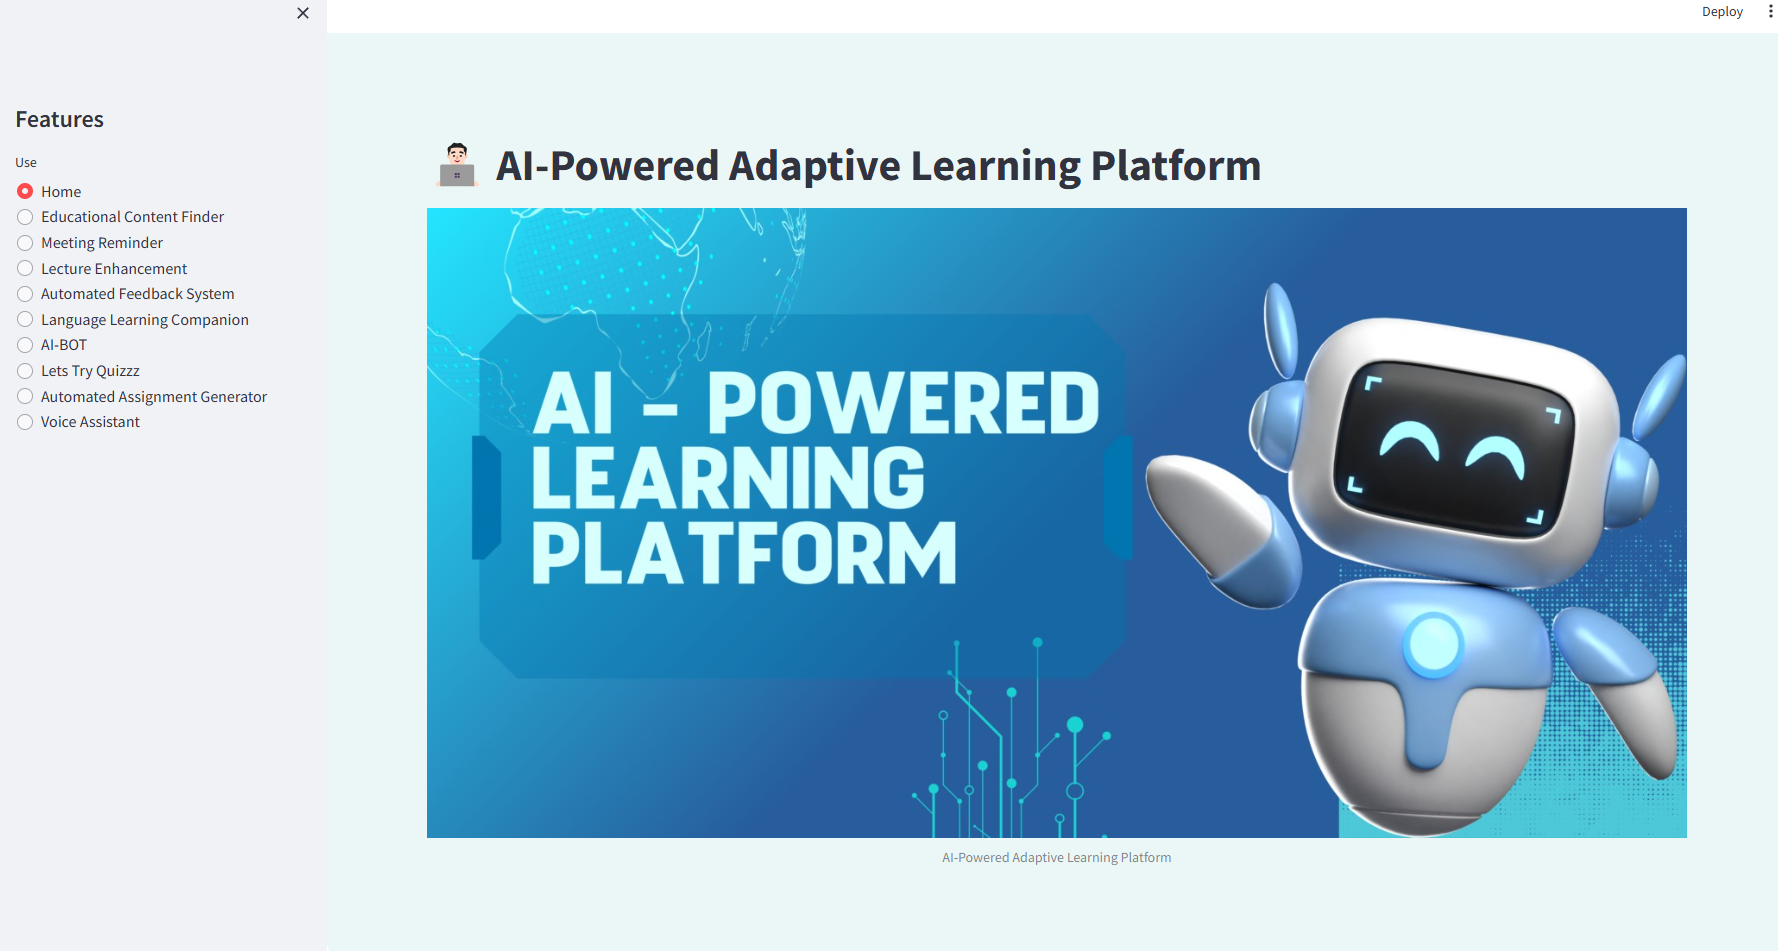 Deploy
Features
Use
Home
Educational Content Finder
Meeting Reminder
Lecture Enhancement
Automated Feedback System
Language Learning Companion
AI-BOT
Lets Try Quizzz
Automated Assignment Generator
Voice Assistant
AI-Powered Adaptive Learning Platform
AI - POWERED
LEARNING
PLATFORM
AI-Powered Adaptive Learning Platform